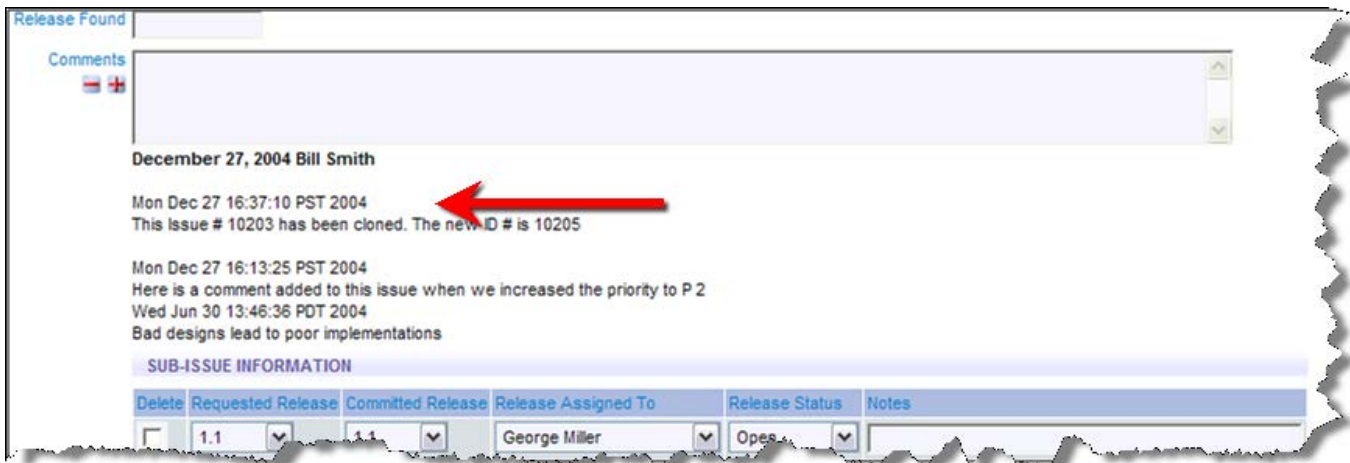 Release Found
Comments
December 27, 2004 Bill Smith
Mon Dec 27 16:37:10 PST 2004
This Issue # 10203 has been cloned. The new ID # is 10205
Mon Dec 27 16:13:25 PST 2004
Here is a comment added to this issue when we increased the priority to P 2
Wed Jun 30 13:46:36 PDT 2004
Bad designs lead to poor implementations
SUB-ISSUE INFORMATION
Delete Requested Release Committed Release Release Assigned To Release Status Notes
1.1 1.1 George Miller Open